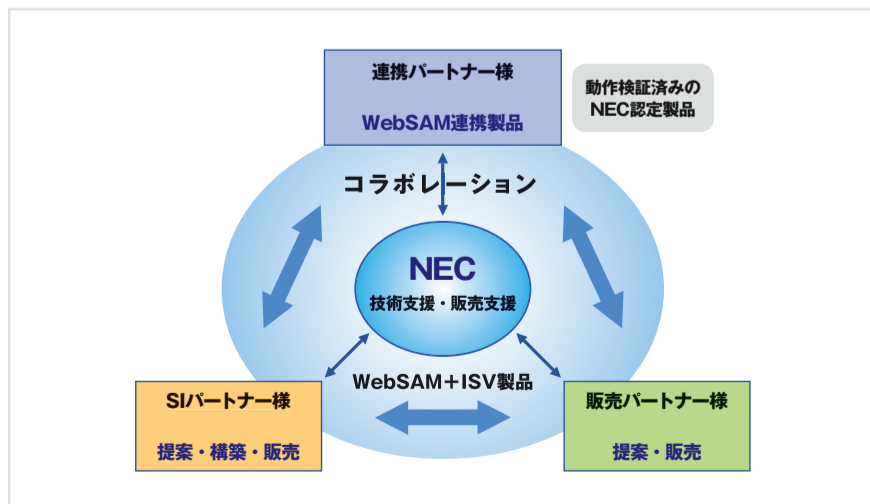 連携パートナー様
WebSAM連携製品
動作検証済みの
NEC認定製品
コラボレーション
NEC
技術支援・販売支援
WebSAM＋ISV製品
SIパートナー様
提案・構築・販売
販売パートナー様
提案・販売